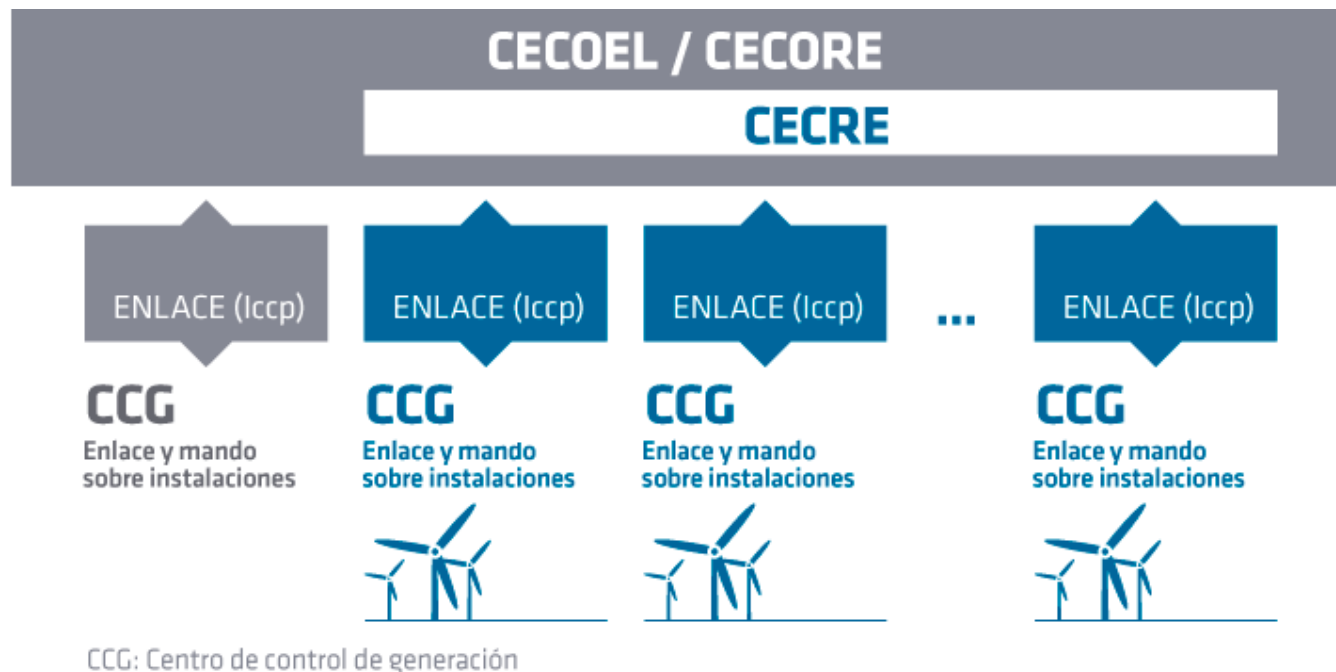 CECOEL / CECORE
CECRE
ENLACE (Iccp)
ENLACE (Iccp)
ENLACE (Iccp)
...
ENLACE (Iccp)
CCG
Enlace y mando
sobre instalaciones
CCG
Enlace y mando
sobre instalaciones
CCG
Enlace y mando
sobre instalaciones
CCG
Enlace y mando
sobre instalaciones
CCG: Centro de control de generación